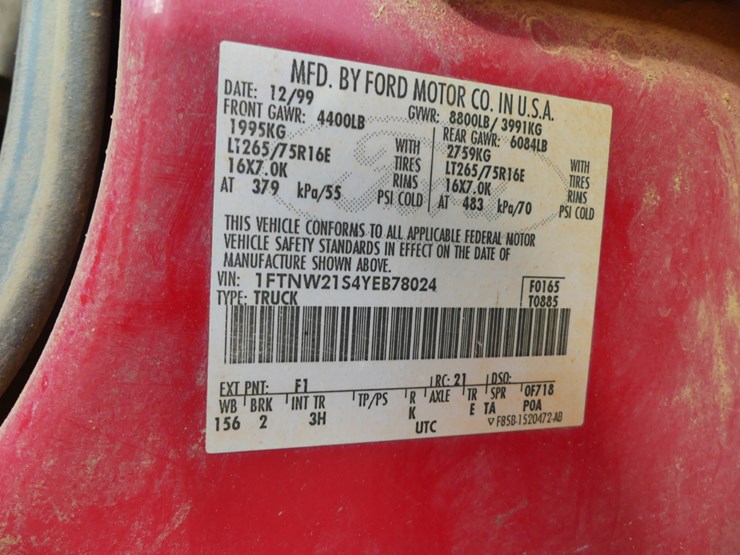 MFD. BY FORD MOTOR CO. IN U.S.A.
DATE: 12/99 GVWR: 8800LB/3991KG
FRONT GAWR: 4400LB REAR GAWR: 6084LB
1995KG WITH 2759KG WITH
LT265/75R16E TIRES LT265/75R16E TIRES
16X7.0K RIMS 16X7.0K RIMS
AT 379 kPa/55 PSI COLD AT 483 kPa/70 PSI COLD
THIS VEHICLE CONFORMS TO ALL APPLICABLE FEDERAL MOTOR
VEHICLE SAFETY STANDARDS IN EFFECT ON THE DATE OF
MANUFACTURE SHOWN ABOVE.
VIN: 1FTNW21S4YEB78024 F0165
TYPE: TRUCK T0885
EXT PNT: F1 RC: 21 DSO:
WB BRK INT TR TP/PS R AXLE TR SPR OF718
156 2 3H K E TA POA
UTC ▽ F85B-1520472-AB